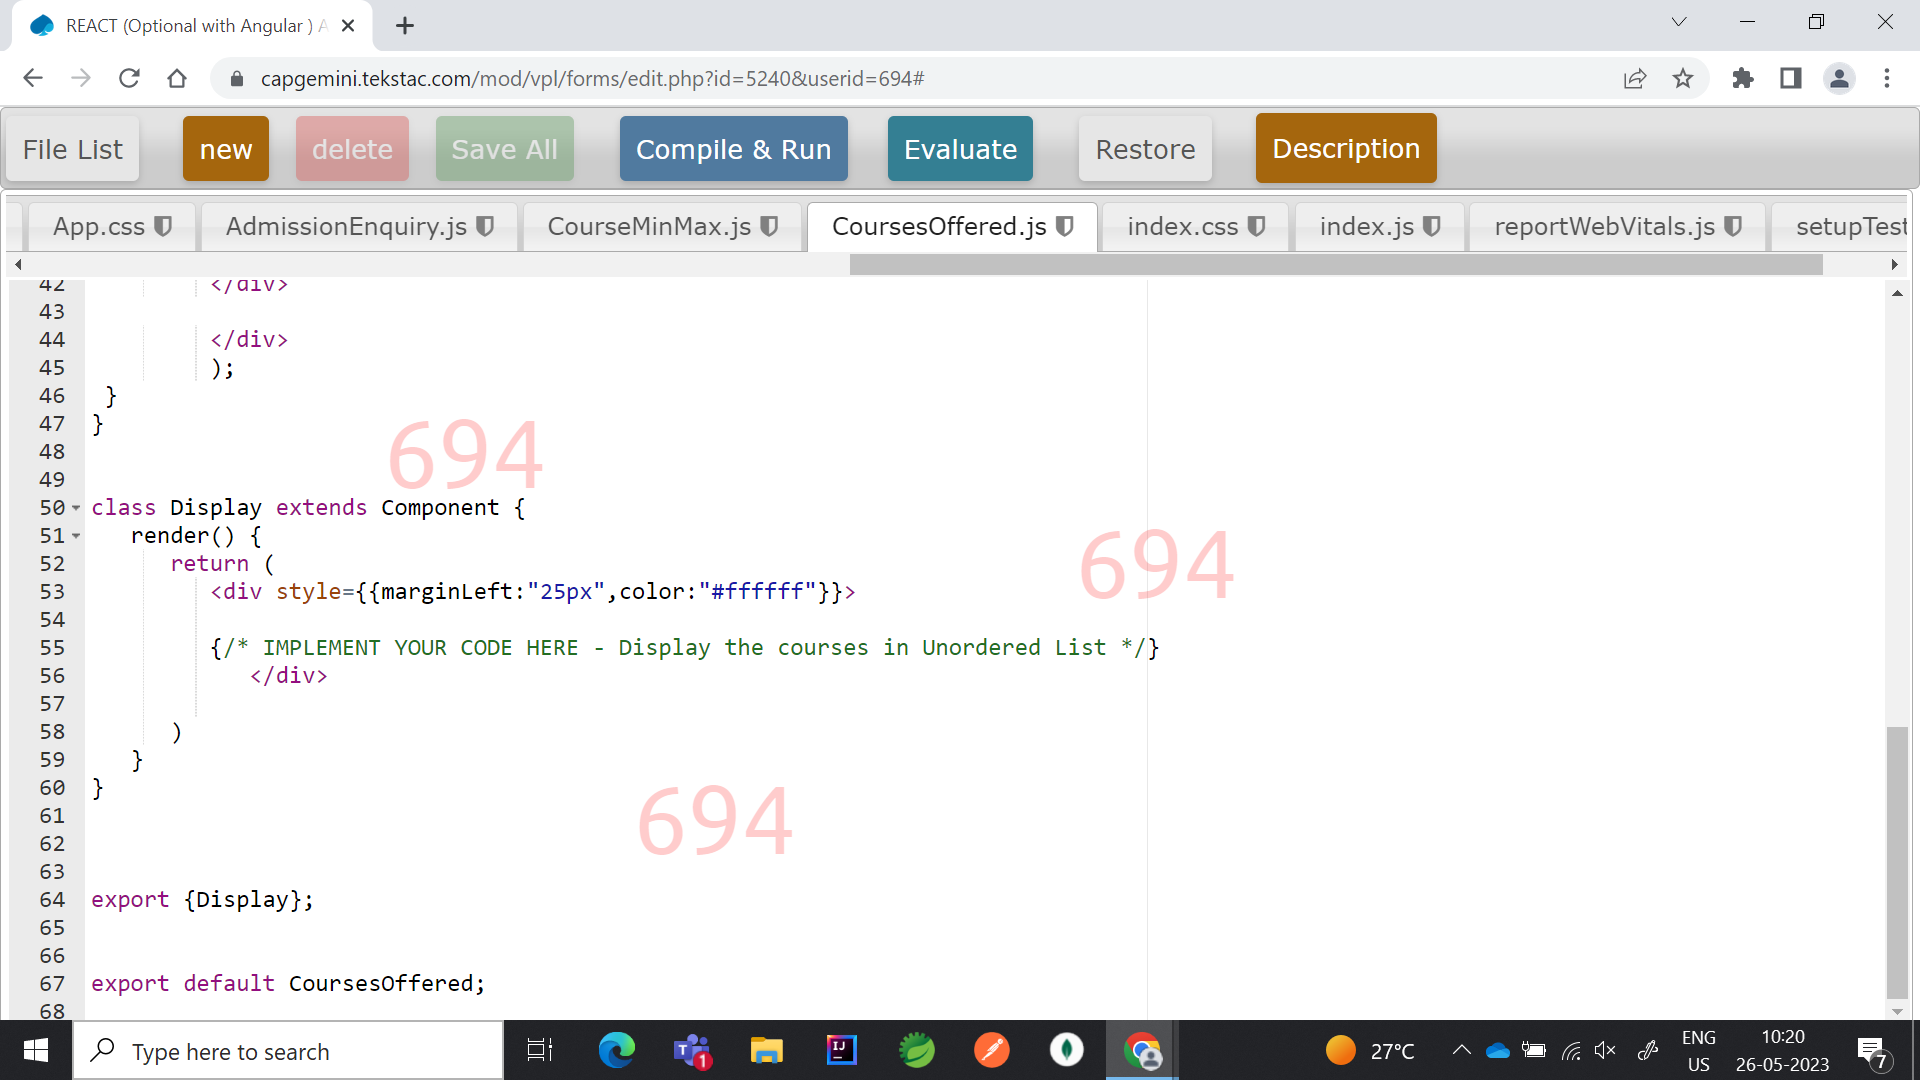 REACT (Optional with Angular ) A
capgemini.tekstac.com/mod/vpl/forms/edit.php?id=5240&userid=694#
File List new delete Save All Compile & Run Evaluate Restore Description
App.css AdmissionEnquiry.js CourseMinMax.js CoursesOffered.js index.css index.js reportWebVitals.js setupTest
42 </div>
43
44 </div>
45 );
46 }
47 }
48
49
50 class Display extends Component {
51 render() {
52 return (
53 <div style={{marginLeft:"25px",color:"#ffffff"}}>
54
55 {/* IMPLEMENT YOUR CODE HERE - Display the courses in Unordered List */}
56 </div>
57
58 )
59 }
60 }
61
62
63
64 export {Display};
65
66
67 export default CoursesOffered;
68
694
694
694
Type here to search
T
1
IJ
27°C
ENG
US
10:20
26-05-2023
7